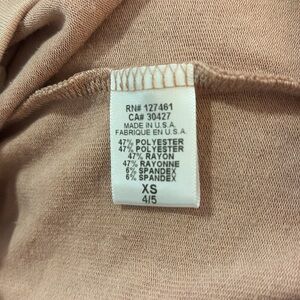 RN# 127461
CA# 30427
MADE IN U.S.A.
FABRIQUE EN U.S.A.
47% POLYESTER
47% POLYESTER
47% RAYON
47% RAYONNE
6% SPANDEX
6% SPANDEX
XS
4/5